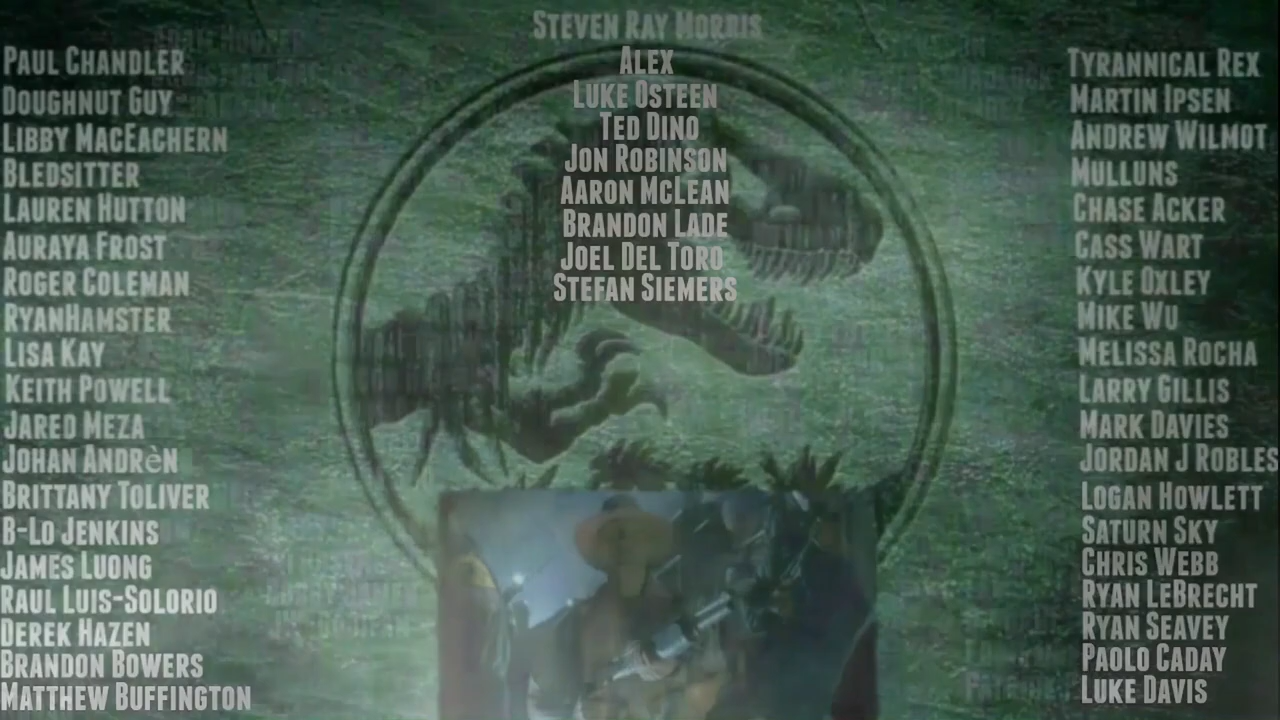 Steven Ray Morris
Alex
Luke Osteen
Ted Dino
Jon Robinson
Aaron McLean
Brandon Lade
Joel Del Toro
Stefan Siemers
Paul Chandler
Doughnut Guy
Libby MacEachern
Bledsitter
Lauren Hutton
Auraya Frost
Roger Coleman
RyanHamster
Lisa Kay
Keith Powell
Jared Meza
Johan Andrèn
Brittany Toliver
B-Lo Jenkins
James Luong
Raul Luis-Solorio
Derek Hazen
Brandon Bowers
Matthew Buffington
Tyrannical Rex
Martin Ipsen
Andrew Wilmot
Mulluns
Chase Acker
Cass Wart
Kyle Oxley
Mike Wu
Melissa Rocha
Larry Gillis
Mark Davies
Jordan J Robles
Logan Howlett
Saturn Sky
Chris Webb
Ryan LeBrecht
Ryan Seavey
Paolo Caday
Luke Davis